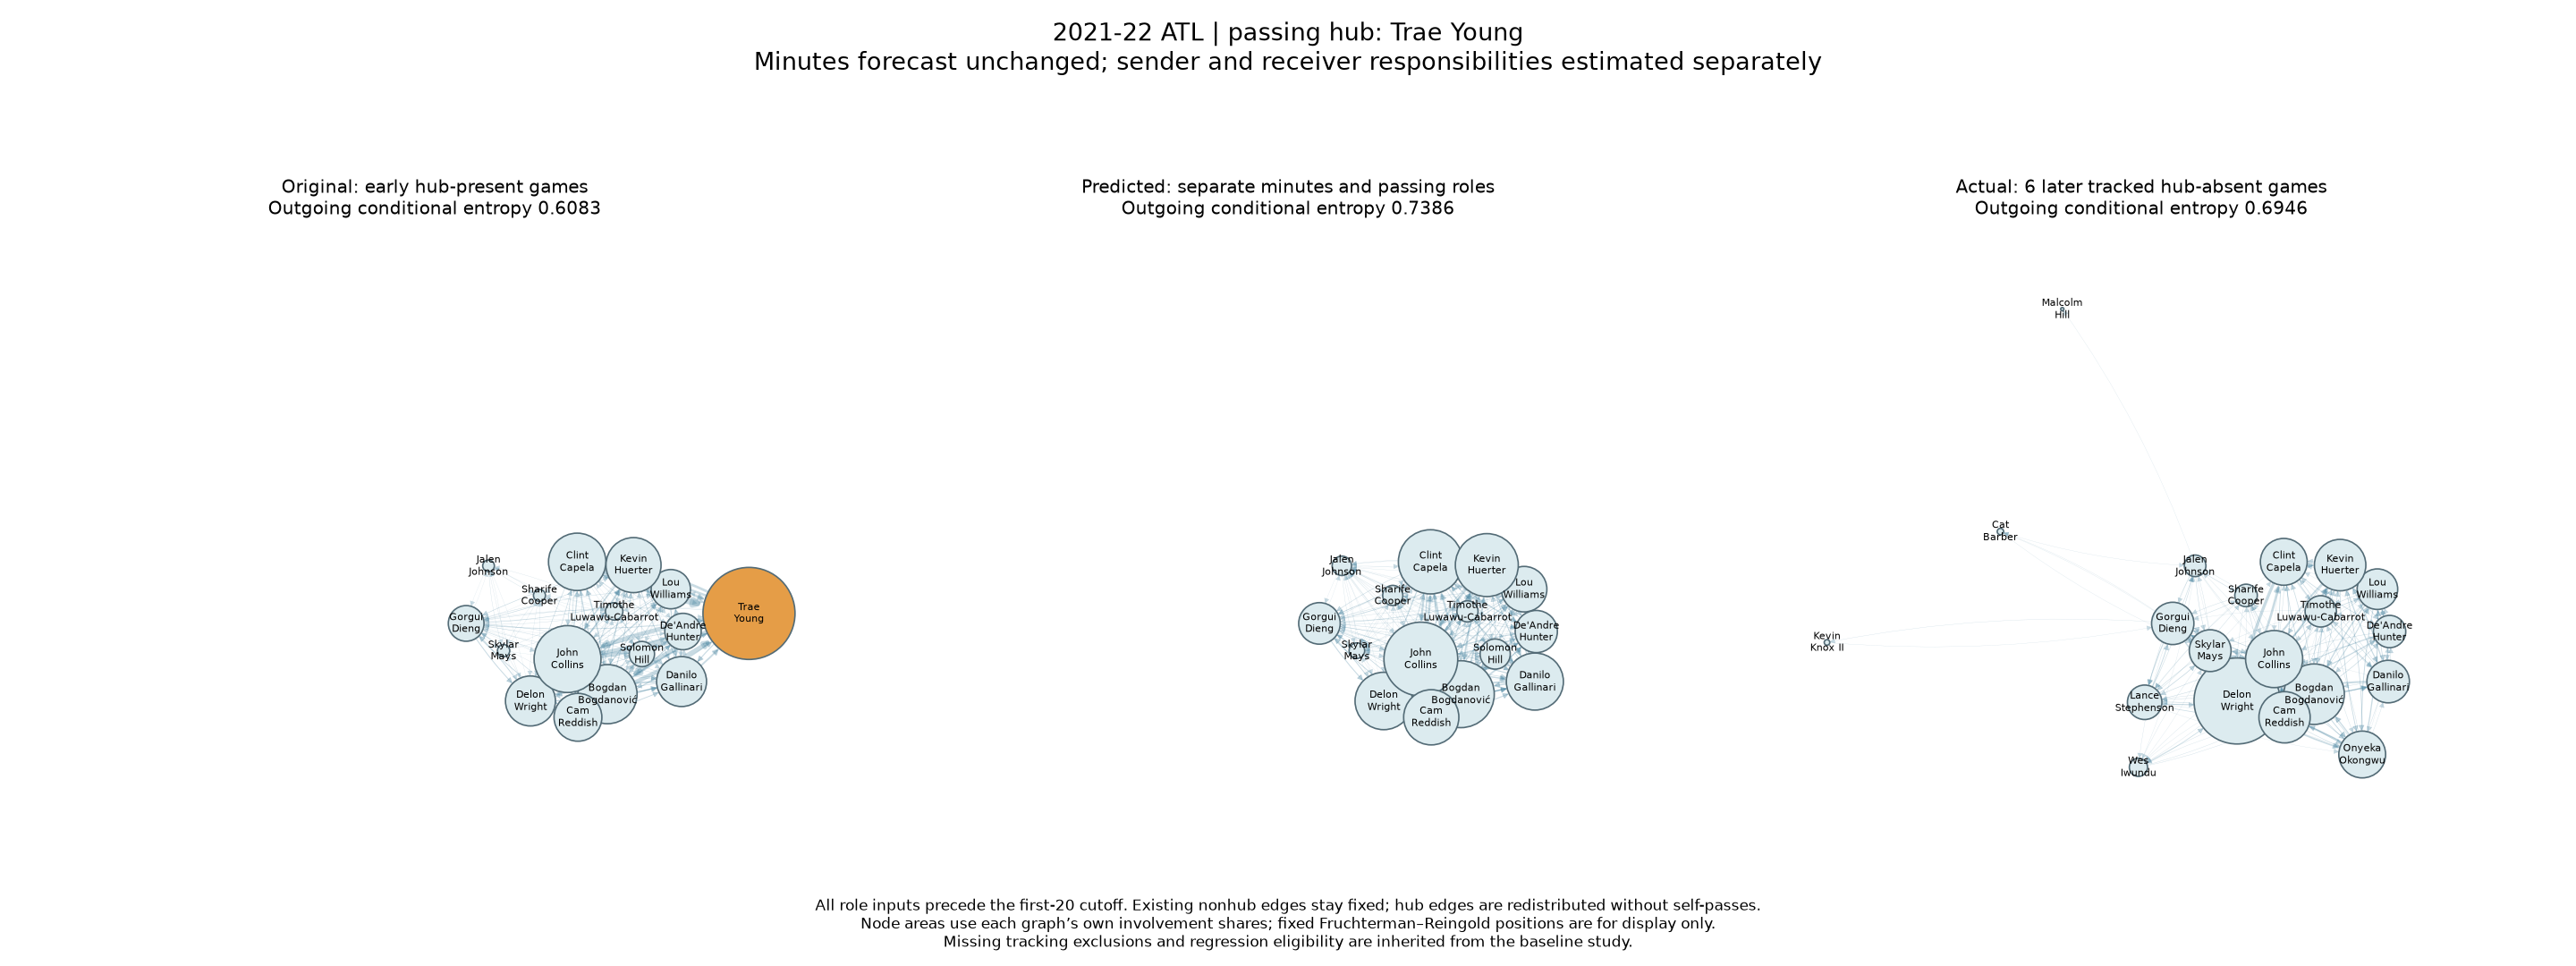 2021-22 ATL | passing hub: Trae Young
Minutes forecast unchanged; sender and receiver responsibilities estimated separately
Original: early hub-present games
Outgoing conditional entropy 0.6083
Jalen
Johnson
Clint
Capela
Kevin
Huerter
Lou
Williams
Sharife
Cooper
Timothe
Luwawu-Cabarrot
Trae
Young
Gorgui
Dieng
De'Andre
Hunter
Skylar
Mays
John
Collins
Solomon
Hill
Danilo
Gallinari
Delon
Wright
Bogdan
Bogdanović
Cam
Reddish
Predicted: separate minutes and passing roles
Outgoing conditional entropy 0.7386
Jalen
Johnson
Clint
Capela
Kevin
Huerter
Lou
Williams
Sharife
Cooper
Timothe
Luwawu-Cabarrot
Gorgui
Dieng
De'Andre
Hunter
Skylar
Mays
John
Collins
Solomon
Hill
Danilo
Gallinari
Delon
Wright
Bogdan
Bogdanović
Cam
Reddish
Actual: 6 later tracked hub-absent games
Outgoing conditional entropy 0.6946
Malcolm
Hill
Cat
Barber
Kevin
Knox II
Jalen
Johnson
Clint
Capela
Kevin
Huerter
Lou
Williams
Sharife
Cooper
Timothe
Luwawu-Cabarrot
Gorgui
Dieng
De'Andre
Hunter
Skylar
Mays
John
Collins
Danilo
Gallinari
Lance
Stephenson
Delon
Wright
Bogdan
Bogdanović
Cam
Reddish
Onyeka
Okongwu
Wes
Iwundu
All role inputs precede the first-20 cutoff. Existing nonhub edges stay fixed; hub edges are redistributed without self-passes.
Node areas use each graph’s own involvement shares; fixed Fruchterman–Reingold positions are for display only.
Missing tracking exclusions and regression eligibility are inherited from the baseline study.